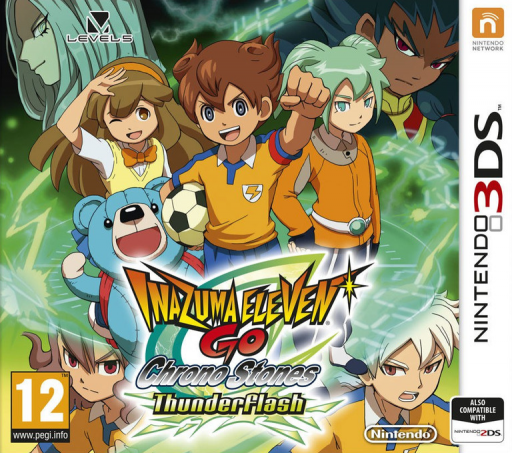 LEVEL5
NINTENDO
NETWORK
NINTENDO 3DS
INAZUMA ELEVEN
GO
Chrono Stones
Thunderflash
12
www.pegi.info
Nintendo
ALSO
COMPATIBLE
WITH
NINTENDO 2DS